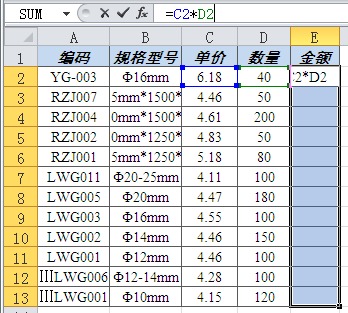 SUM =C2*D2
A B C D E
1 编码 规格型号 单价 数量 金额
2 YG-003 Φ16mm 6.18 40 :2*D2
3 RZJ007 5mm*1500* 4.46 50
4 RZJ004 0mm*1500* 4.61 200
5 RZJ002 0mm*1250* 4.83 50
6 RZJ001 5mm*1250* 5.18 80
7 LWG011 Φ20-25mm 4.11 100
8 LWG005 Φ20mm 4.47 180
9 LWG003 Φ16mm 4.55 100
10 LWG002 Φ14mm 4.46 150
11 LWG001 Φ12mm 4.46 100
12 ⅢLWG006 Φ12-14mm 4.28 100
13 ⅢLWG001 Φ10mm 4.15 120